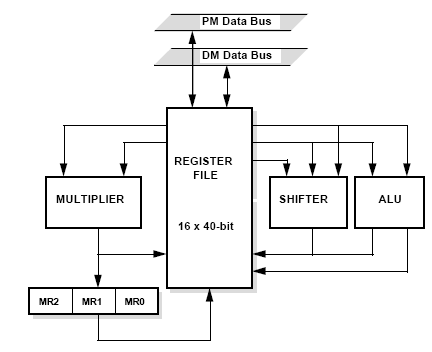 PM Data Bus
DM Data Bus
REGISTER
FILE
MULTIPLIER
SHIFTER
ALU
16 x 40-bit
MR2
MR1
MR0